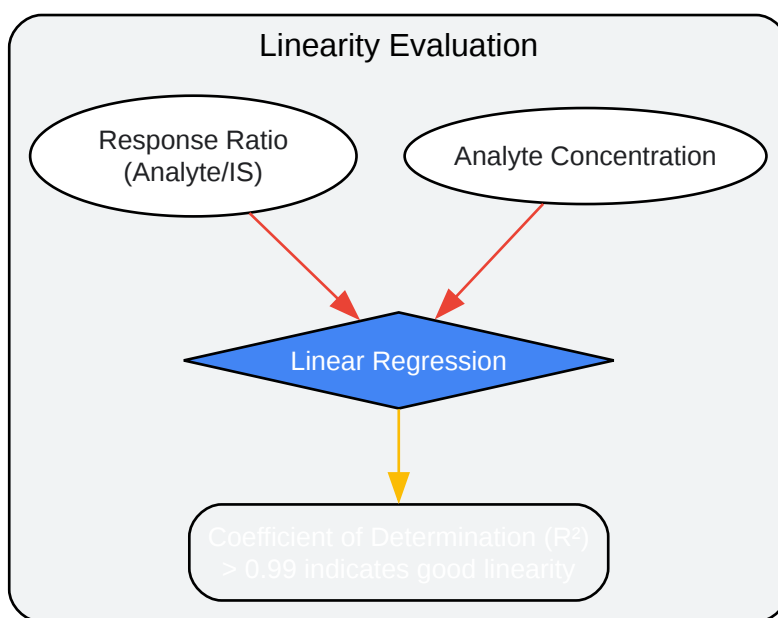 Linearity Evaluation
Response Ratio
(Analyte/IS)
Analyte Concentration
Linear Regression
Coefficient of Determination (R²)
> 0.99 indicates good linearity